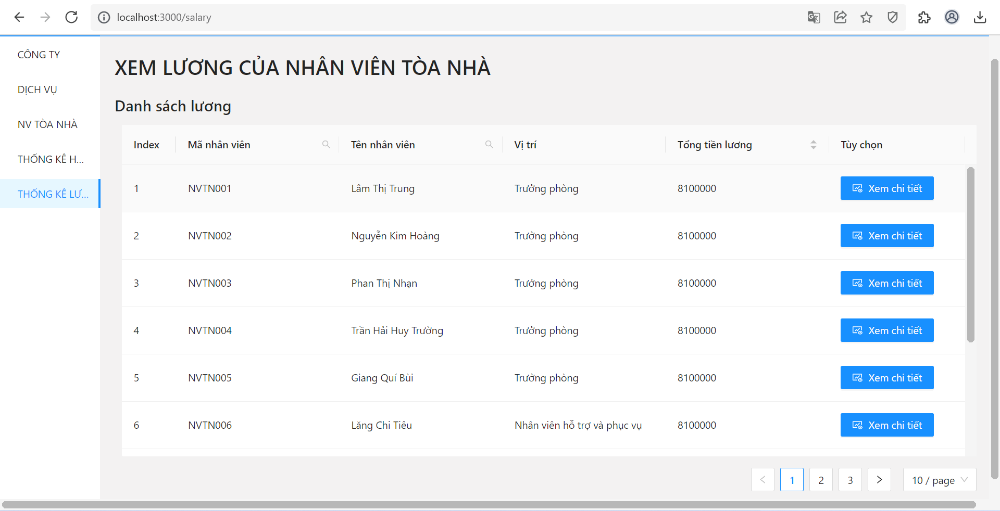 localhost:3000/salary
CÔNG TY
DỊCH VỤ
NV TÒA NHÀ
THỐNG KÊ H...
THỐNG KÊ LƯ...
XEM LƯƠNG CỦA NHÂN VIÊN TÒA NHÀ
Danh sách lương
Index Mã nhân viên Tên nhân viên Vị trí Tổng tiền lương Tùy chọn
1 NVTN001 Lâm Thị Trung Trưởng phòng 8100000 Xem chi tiết
2 NVTN002 Nguyễn Kim Hoàng Trưởng phòng 8100000 Xem chi tiết
3 NVTN003 Phan Thị Nhạn Trưởng phòng 8100000 Xem chi tiết
4 NVTN004 Trần Hải Huy Trường Trưởng phòng 8100000 Xem chi tiết
5 NVTN005 Giang Quí Bùi Trưởng phòng 8100000 Xem chi tiết
6 NVTN006 Lăng Chi Tiêu Nhân viên hỗ trợ và phục vụ 8100000 Xem chi tiết
1 2 3 10 / page